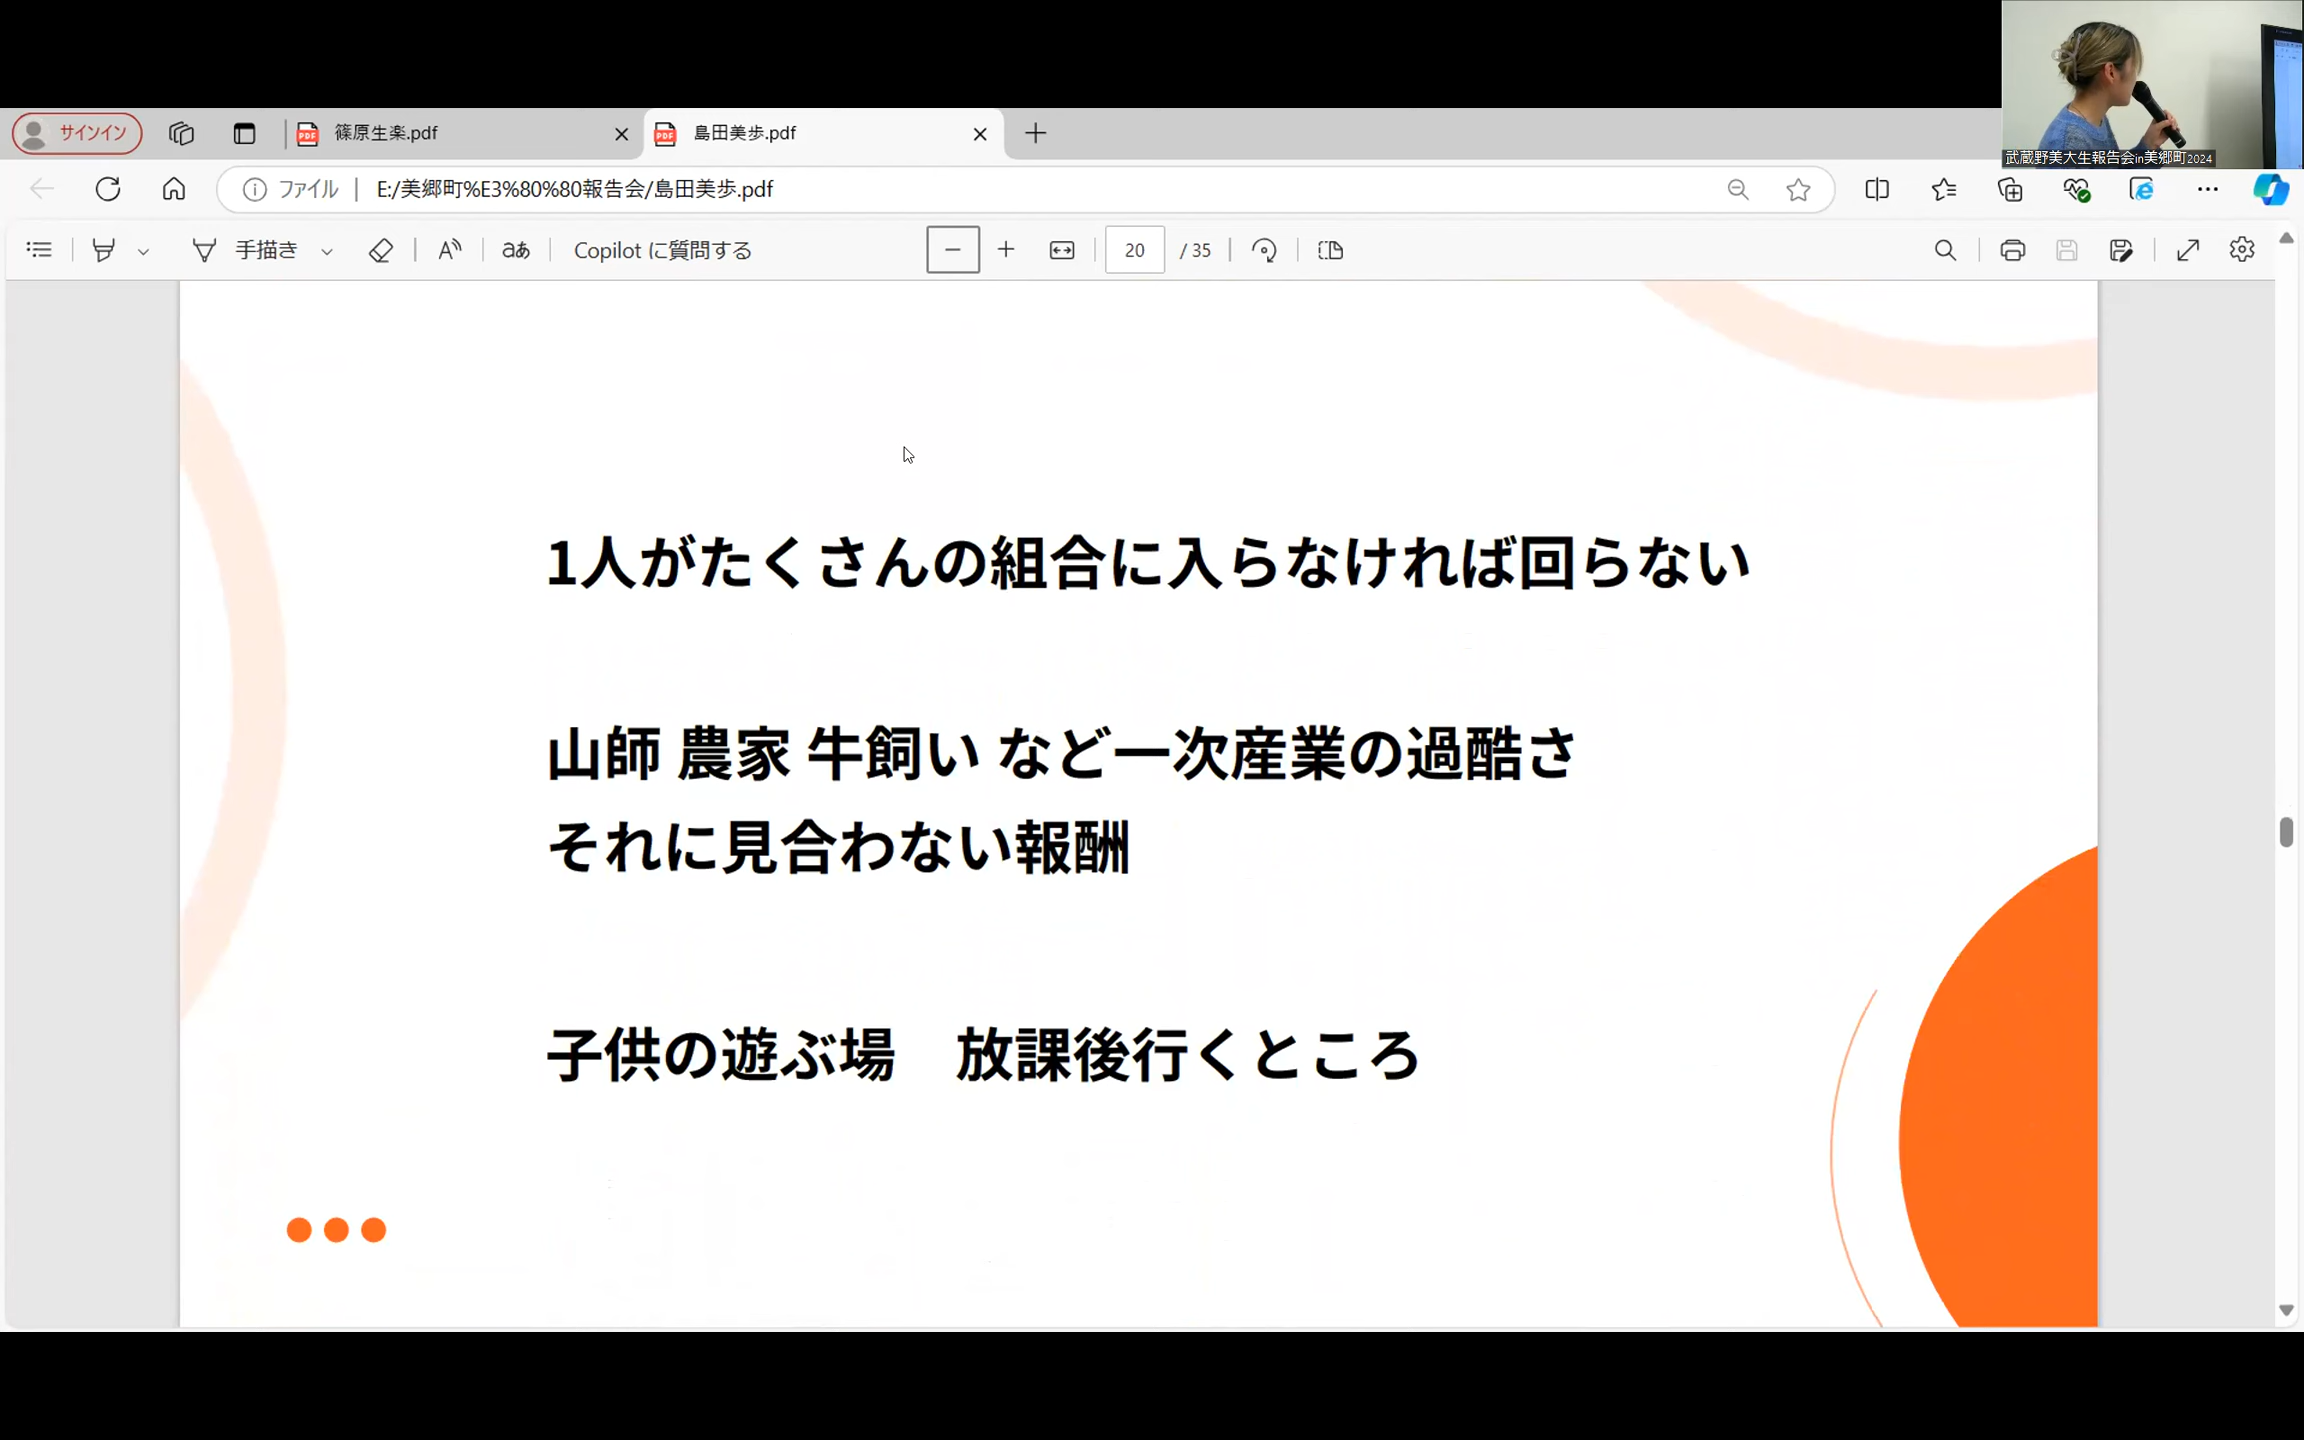 武蔵野美大生報告会in美郷町2024
サインイン
篠原生楽.pdf
島田美歩.pdf
ファイル
E:/美郷町%E3%80%80報告会/島田美歩.pdf
手描き
aあ
Copilot に質問する
20
/ 35
1人がたくさんの組合に入らなければ回らない
山師 農家 牛飼い など一次産業の過酷さ
それに見合わない報酬
子供の遊ぶ場　放課後行くところ